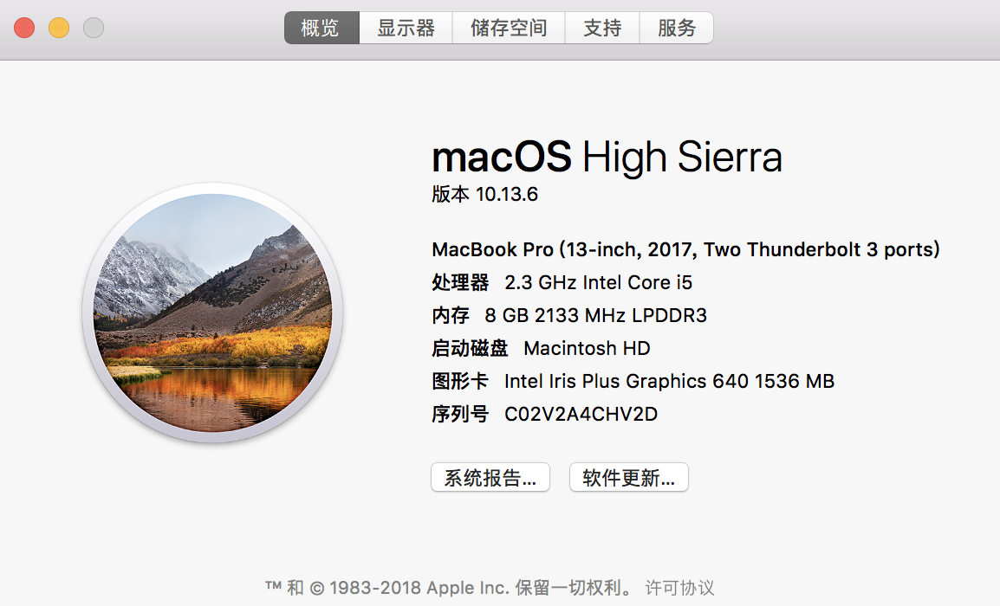 概览 显示器 储存空间 支持 服务
macOS High Sierra
版本 10.13.6
MacBook Pro (13-inch, 2017, Two Thunderbolt 3 ports)
处理器 2.3 GHz Intel Core i5
内存 8 GB 2133 MHz LPDDR3
启动磁盘 Macintosh HD
图形卡 Intel Iris Plus Graphics 640 1536 MB
序列号 C02V2A4CHV2D
系统报告... 软件更新...
™ 和 © 1983-2018 Apple Inc. 保留一切权利。 许可协议